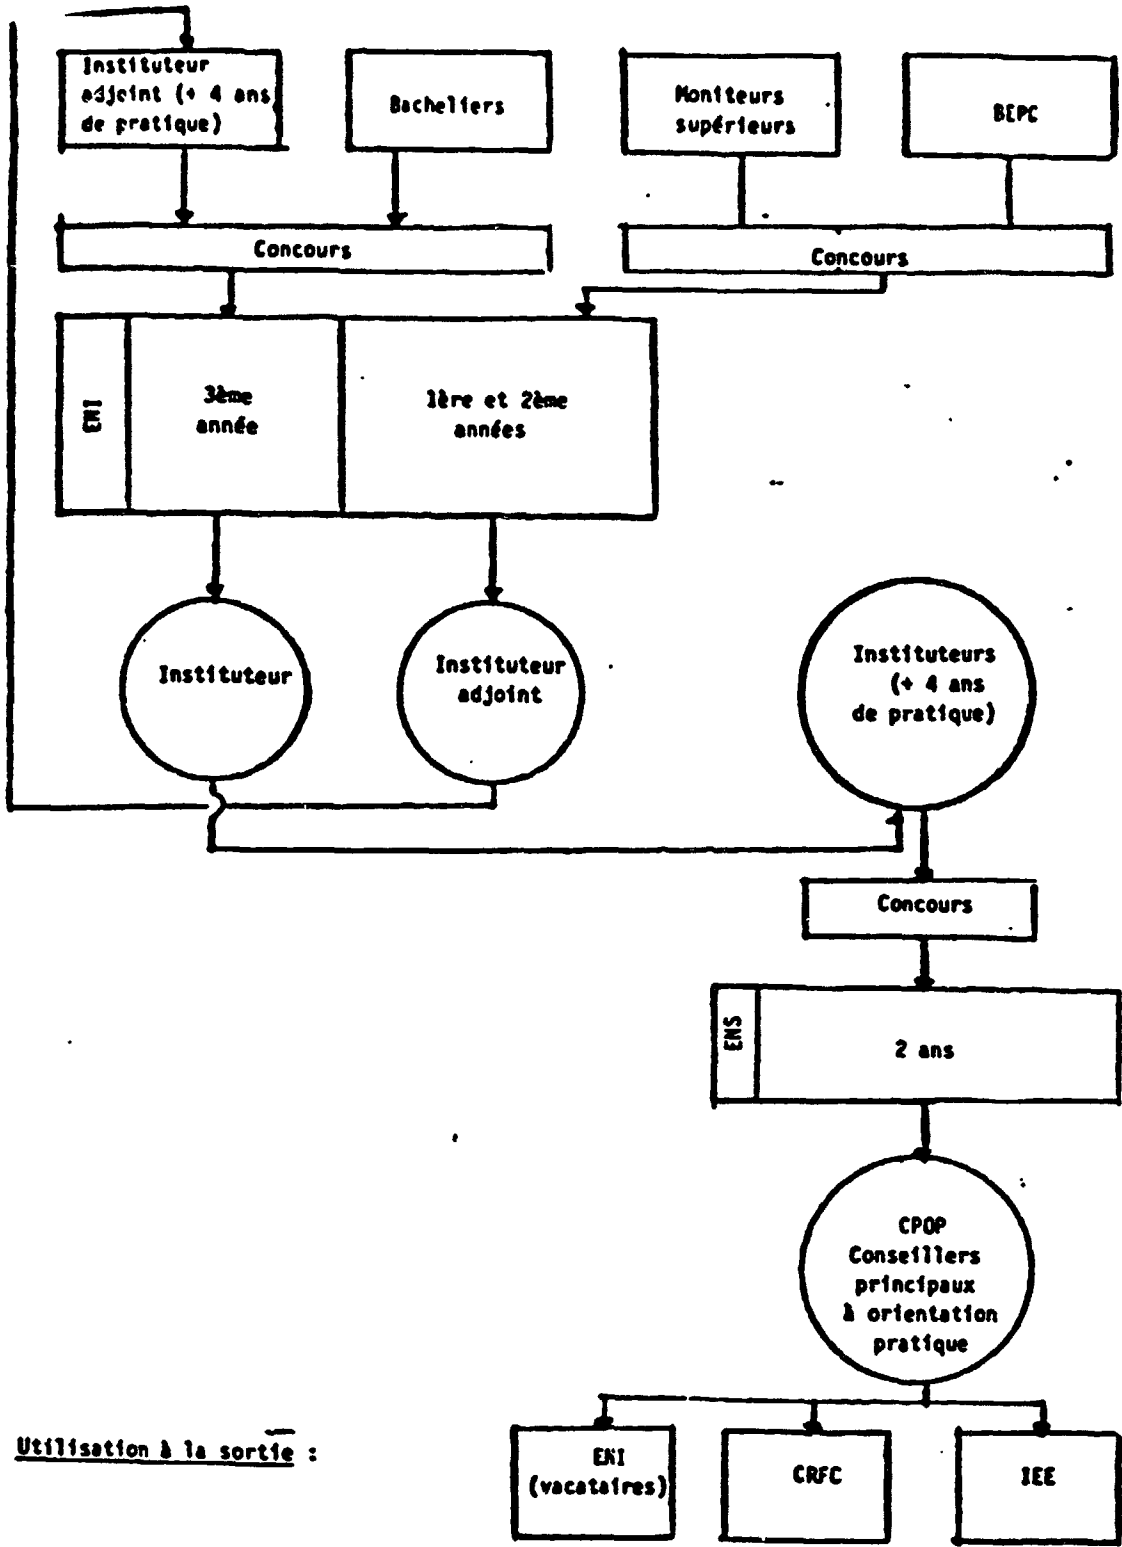 Instituteur
adjoint (+ 4 ans
de pratique)
Bacheliers
Moniteurs
supérieurs
BEPC
Concours
Concours
ENI
3ème
année
1ère et 2ème
années
Instituteur
Instituteur
adjoint
Instituteurs
(+ 4 ans
de pratique)
Concours
ENS
2 ans
CPOP
Conseillers
principaux
à orientation
pratique
Utilisation à la sortie :
ENI
(vacataires)
CRFC
IEE